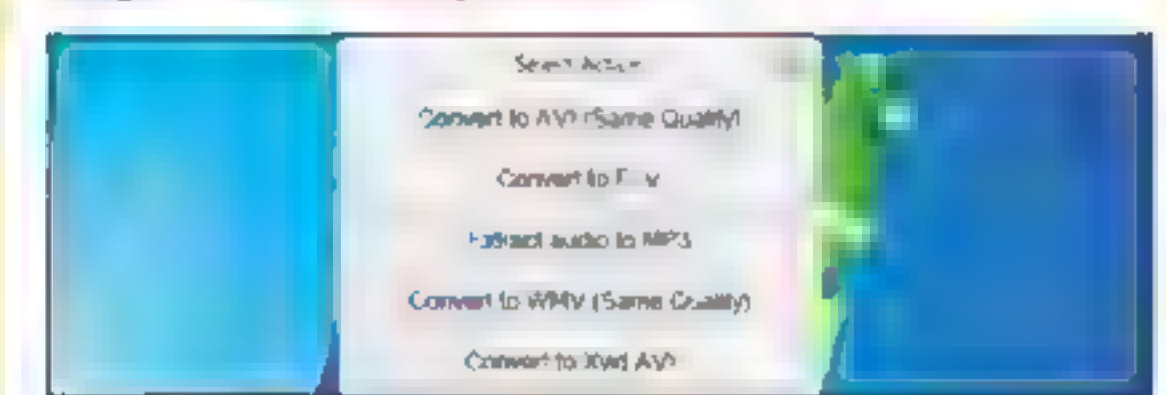 Select Action
Convert to AVI (Same Quality)
Convert to
Extract audio to MP3
Convert to WMV (Same Quality)
Convert to Xvid AVI